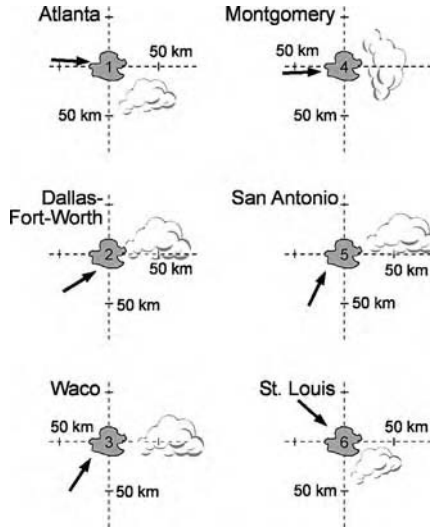 Atlanta
50 km
1
50 km
Montgomery
50 km
4
50 km
Dallas-
Fort-Worth
2
50 km
50 km
San Antonio
5
50 km
50 km
Waco
50 km
3
50 km
St. Louis
50 km
6
50 km